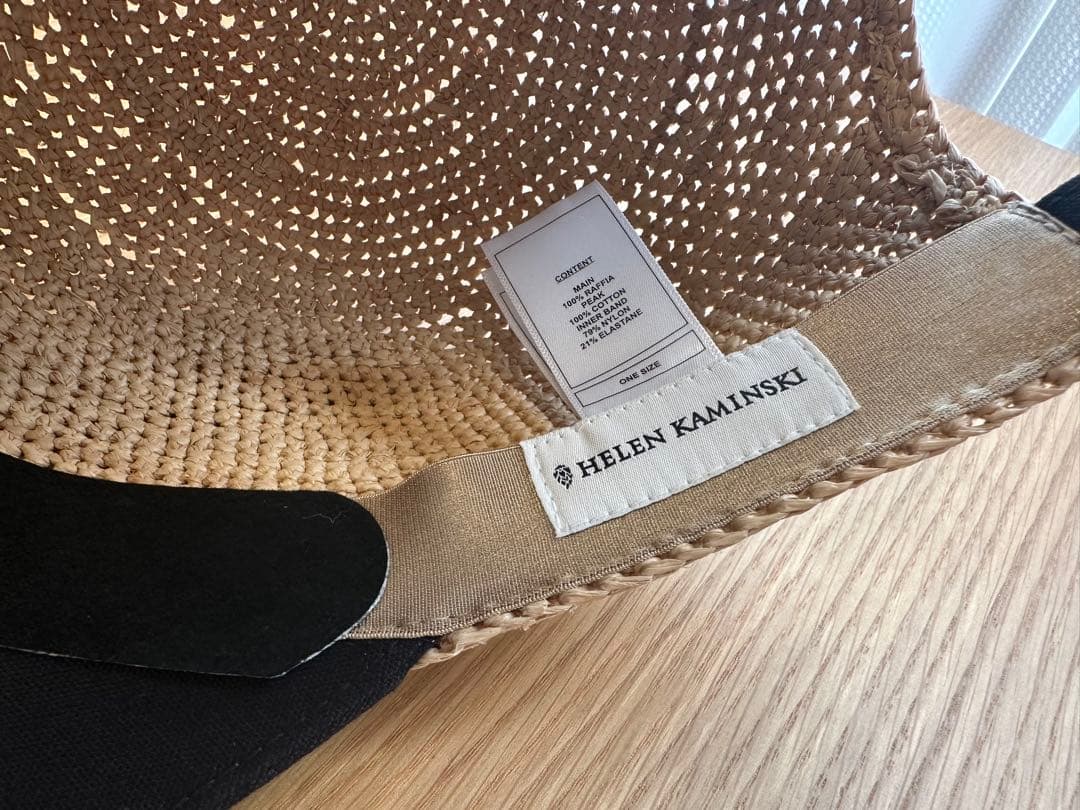 CONTENT
MAIN
100% RAFFIA
PEAK
100% COTTON
INNER BAND
79% NYLON
21% ELASTANE
ONE SIZE
HELEN KAMINSKI